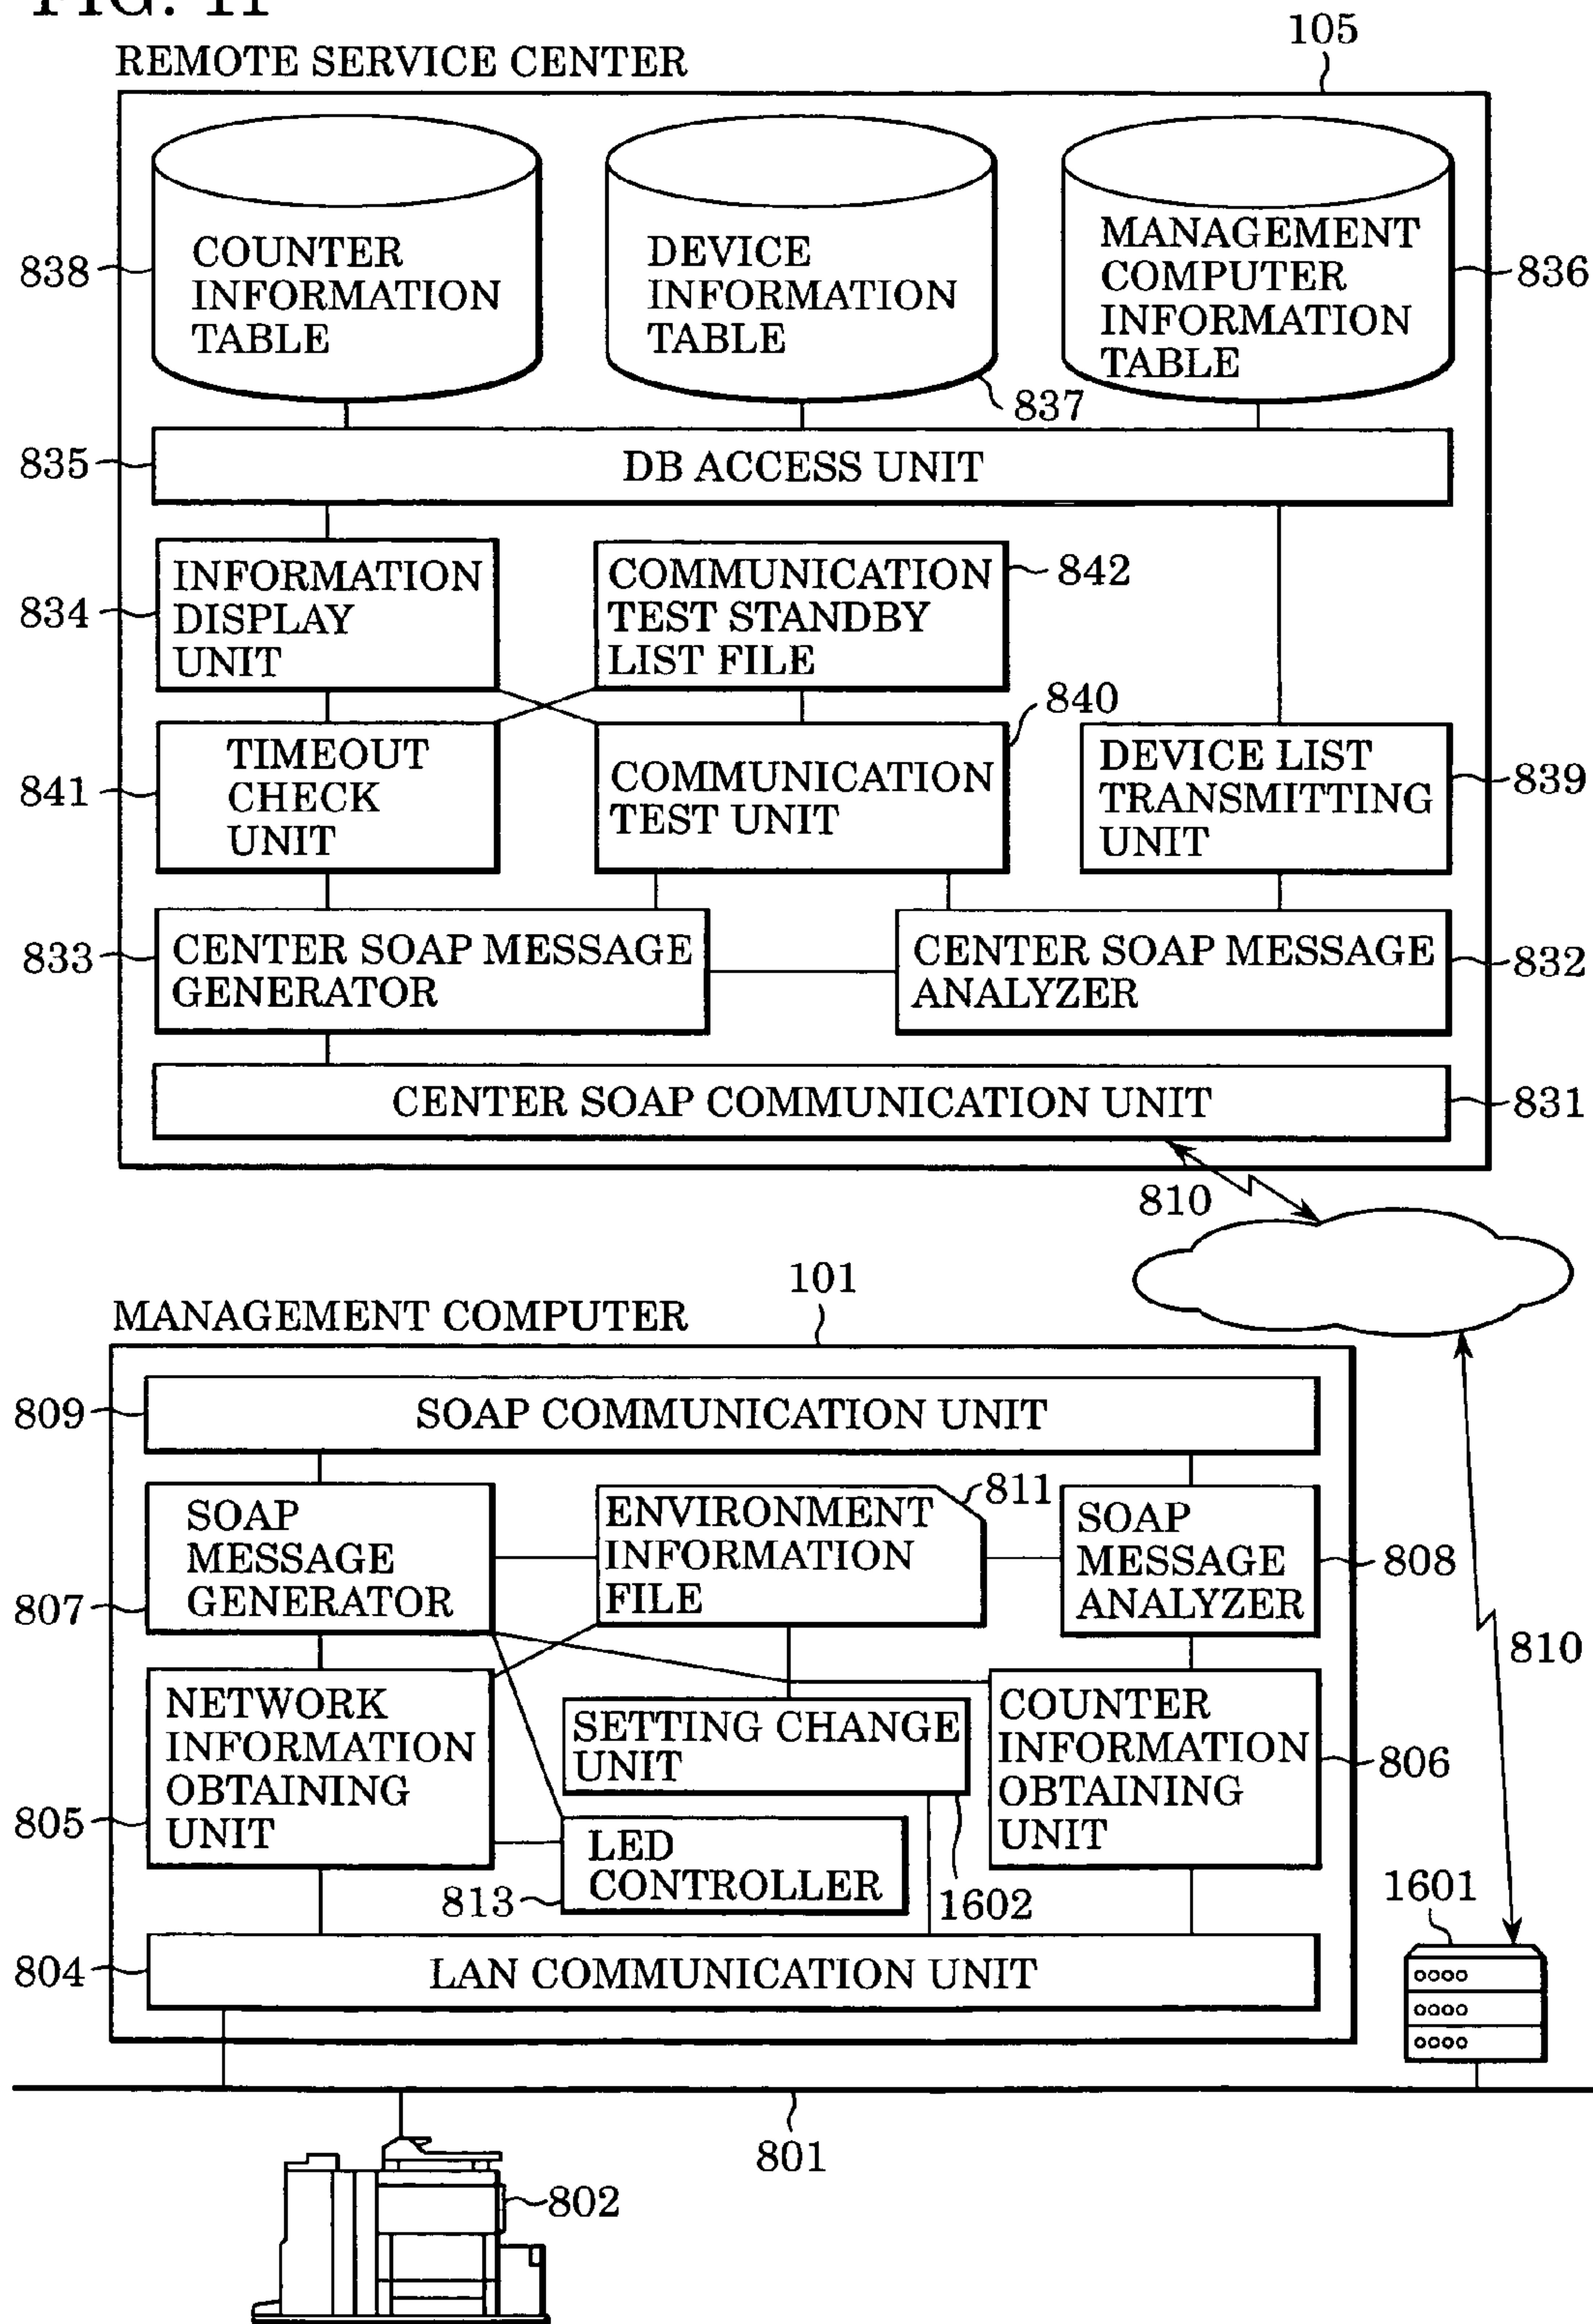 FIG. 11
105
REMOTE SERVICE CENTER
838
COUNTER
INFORMATION
TABLE
DEVICE
INFORMATION
TABLE
837
MANAGEMENT
COMPUTER
INFORMATION
TABLE
836
835
DB ACCESS UNIT
834
INFORMATION
DISPLAY
UNIT
COMMUNICATION
TEST STANDBY
LIST FILE
842
840
841
TIMEOUT
CHECK
UNIT
COMMUNICATION
TEST UNIT
DEVICE LIST
TRANSMITTING
UNIT
839
833
CENTER SOAP MESSAGE
GENERATOR
CENTER SOAP MESSAGE
ANALYZER
832
CENTER SOAP COMMUNICATION UNIT
831
810
101
MANAGEMENT COMPUTER
809
SOAP COMMUNICATION UNIT
807
SOAP
MESSAGE
GENERATOR
ENVIRONMENT
INFORMATION
FILE
811
SOAP
MESSAGE
ANALYZER
808
810
805
NETWORK
INFORMATION
OBTAINING
UNIT
SETTING CHANGE
UNIT
1602
COUNTER
INFORMATION
OBTAINING
UNIT
806
813
LED
CONTROLLER
1601
804
LAN COMMUNICATION UNIT
801
802